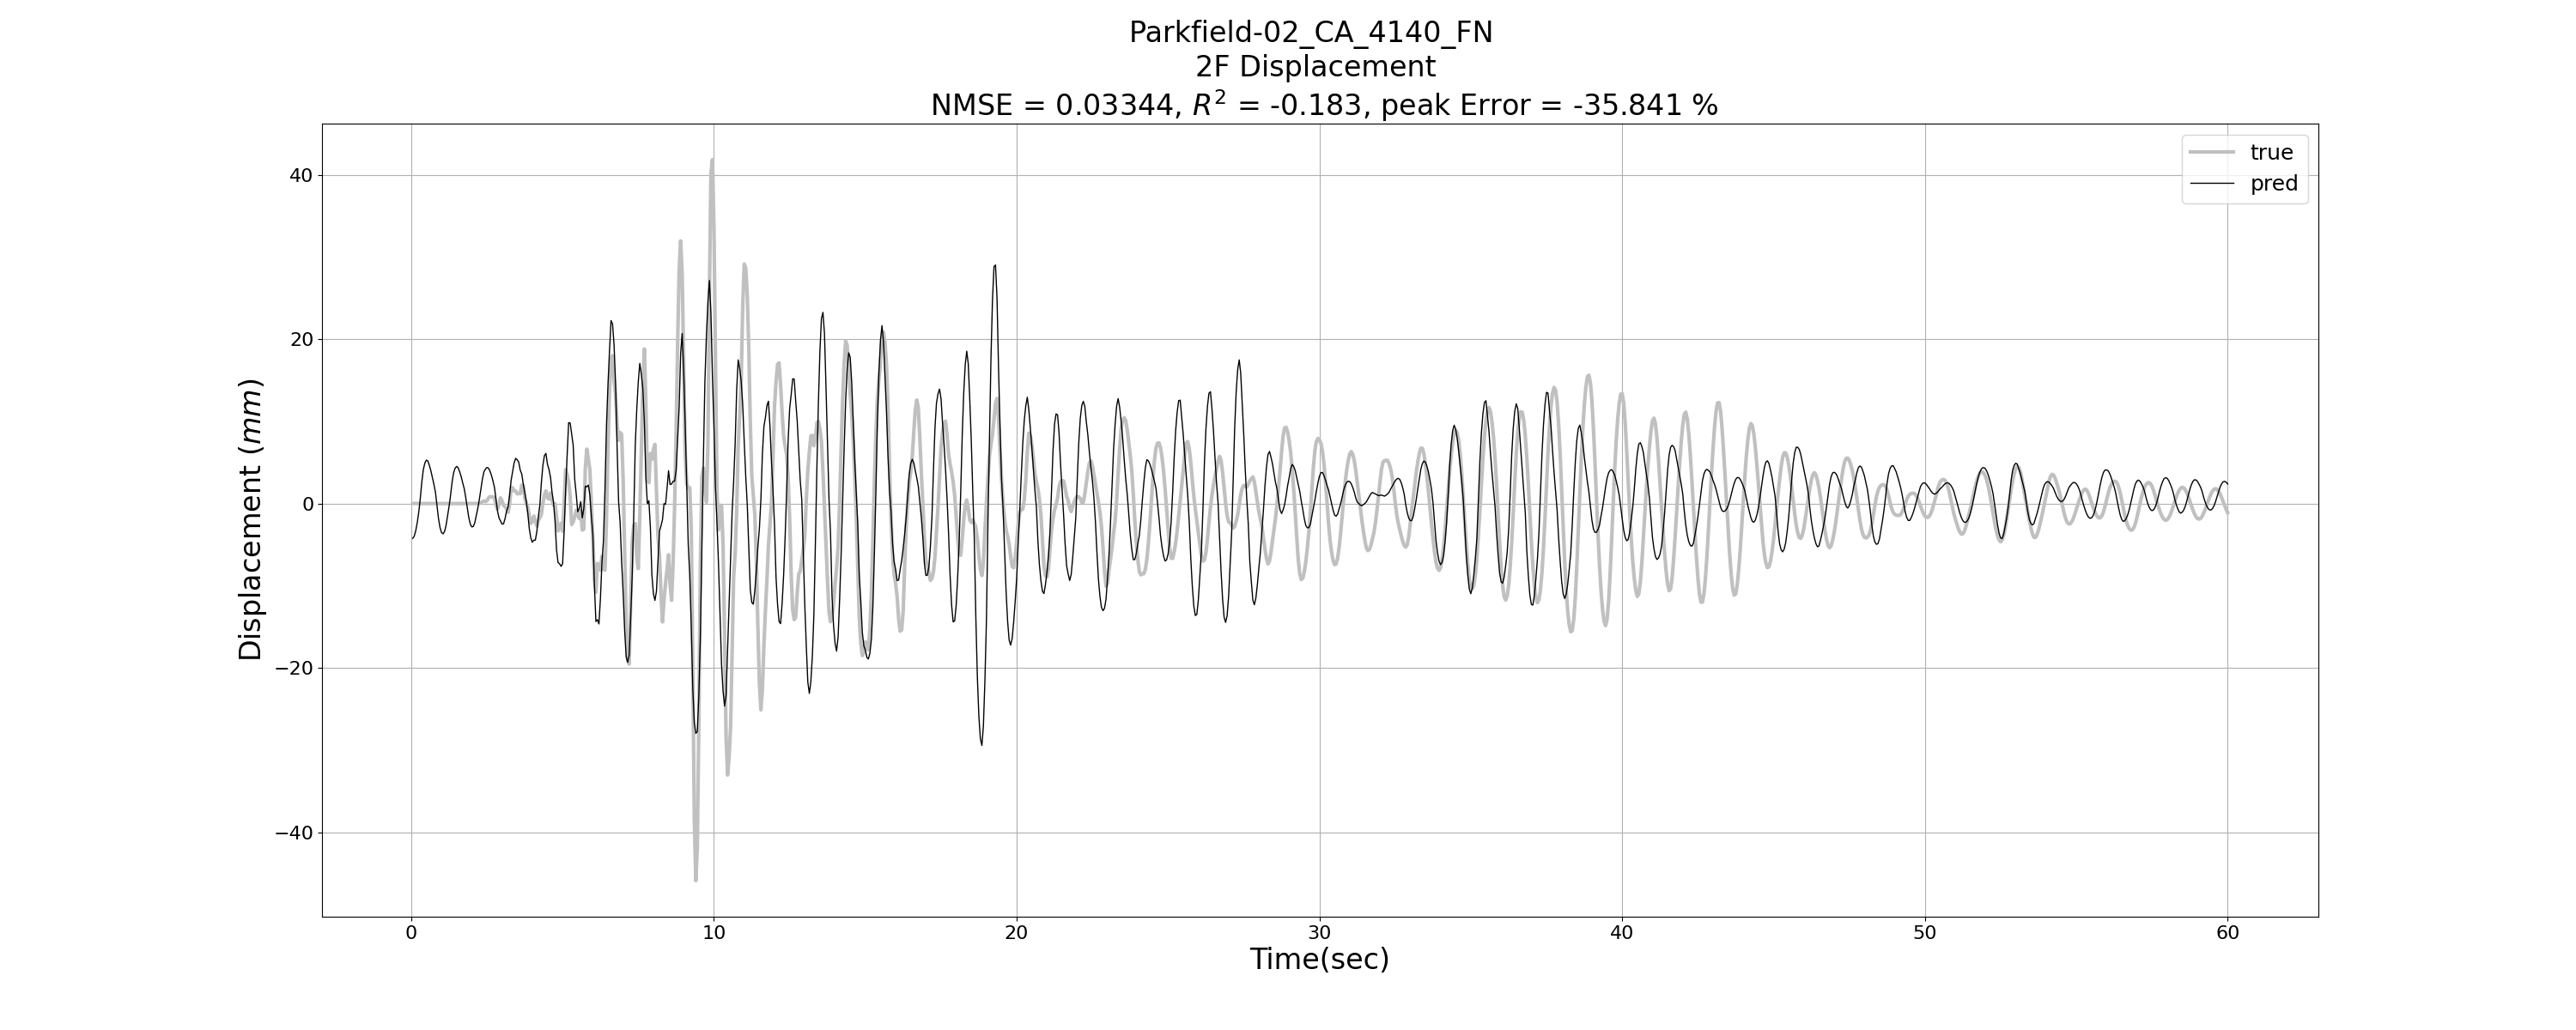 Parkfield-02_CA_4140_FN
2F Displacement
NMSE = 0.03344, R² = -0.183, peak Error = -35.841 %
true
pred
40
20
0
−20
−40
Displacement (mm)
0 10 20 30 40 50 60
Time(sec)